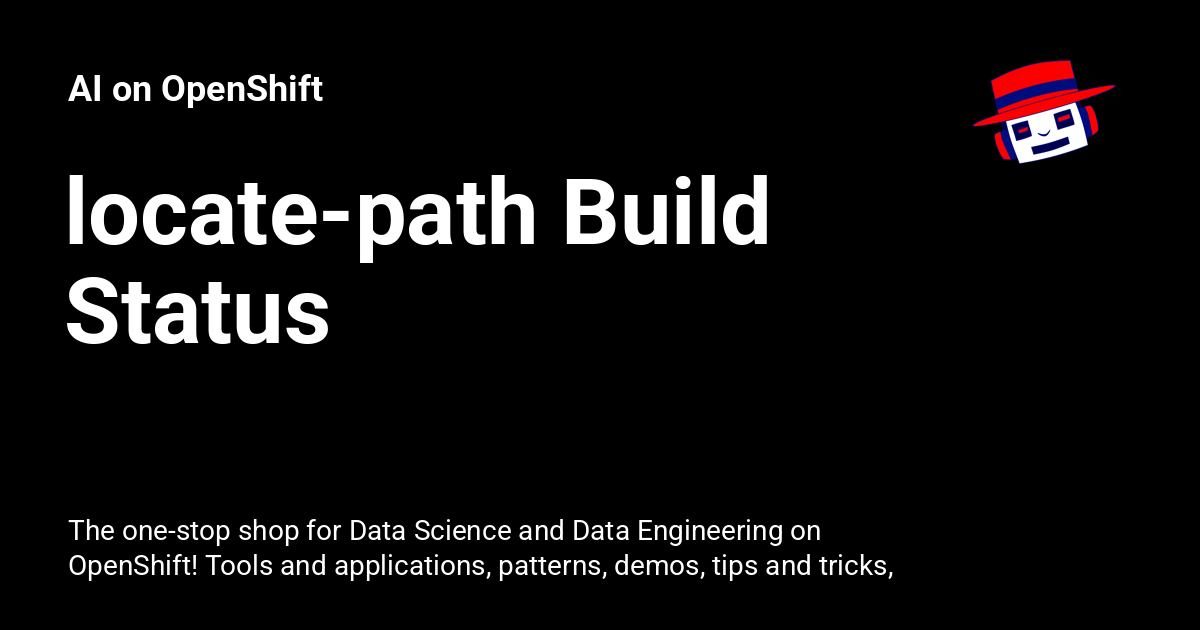 AI on OpenShift
locate-path Build
Status
The one-stop shop for Data Science and Data Engineering on
OpenShift! Tools and applications, patterns, demos, tips and tricks,